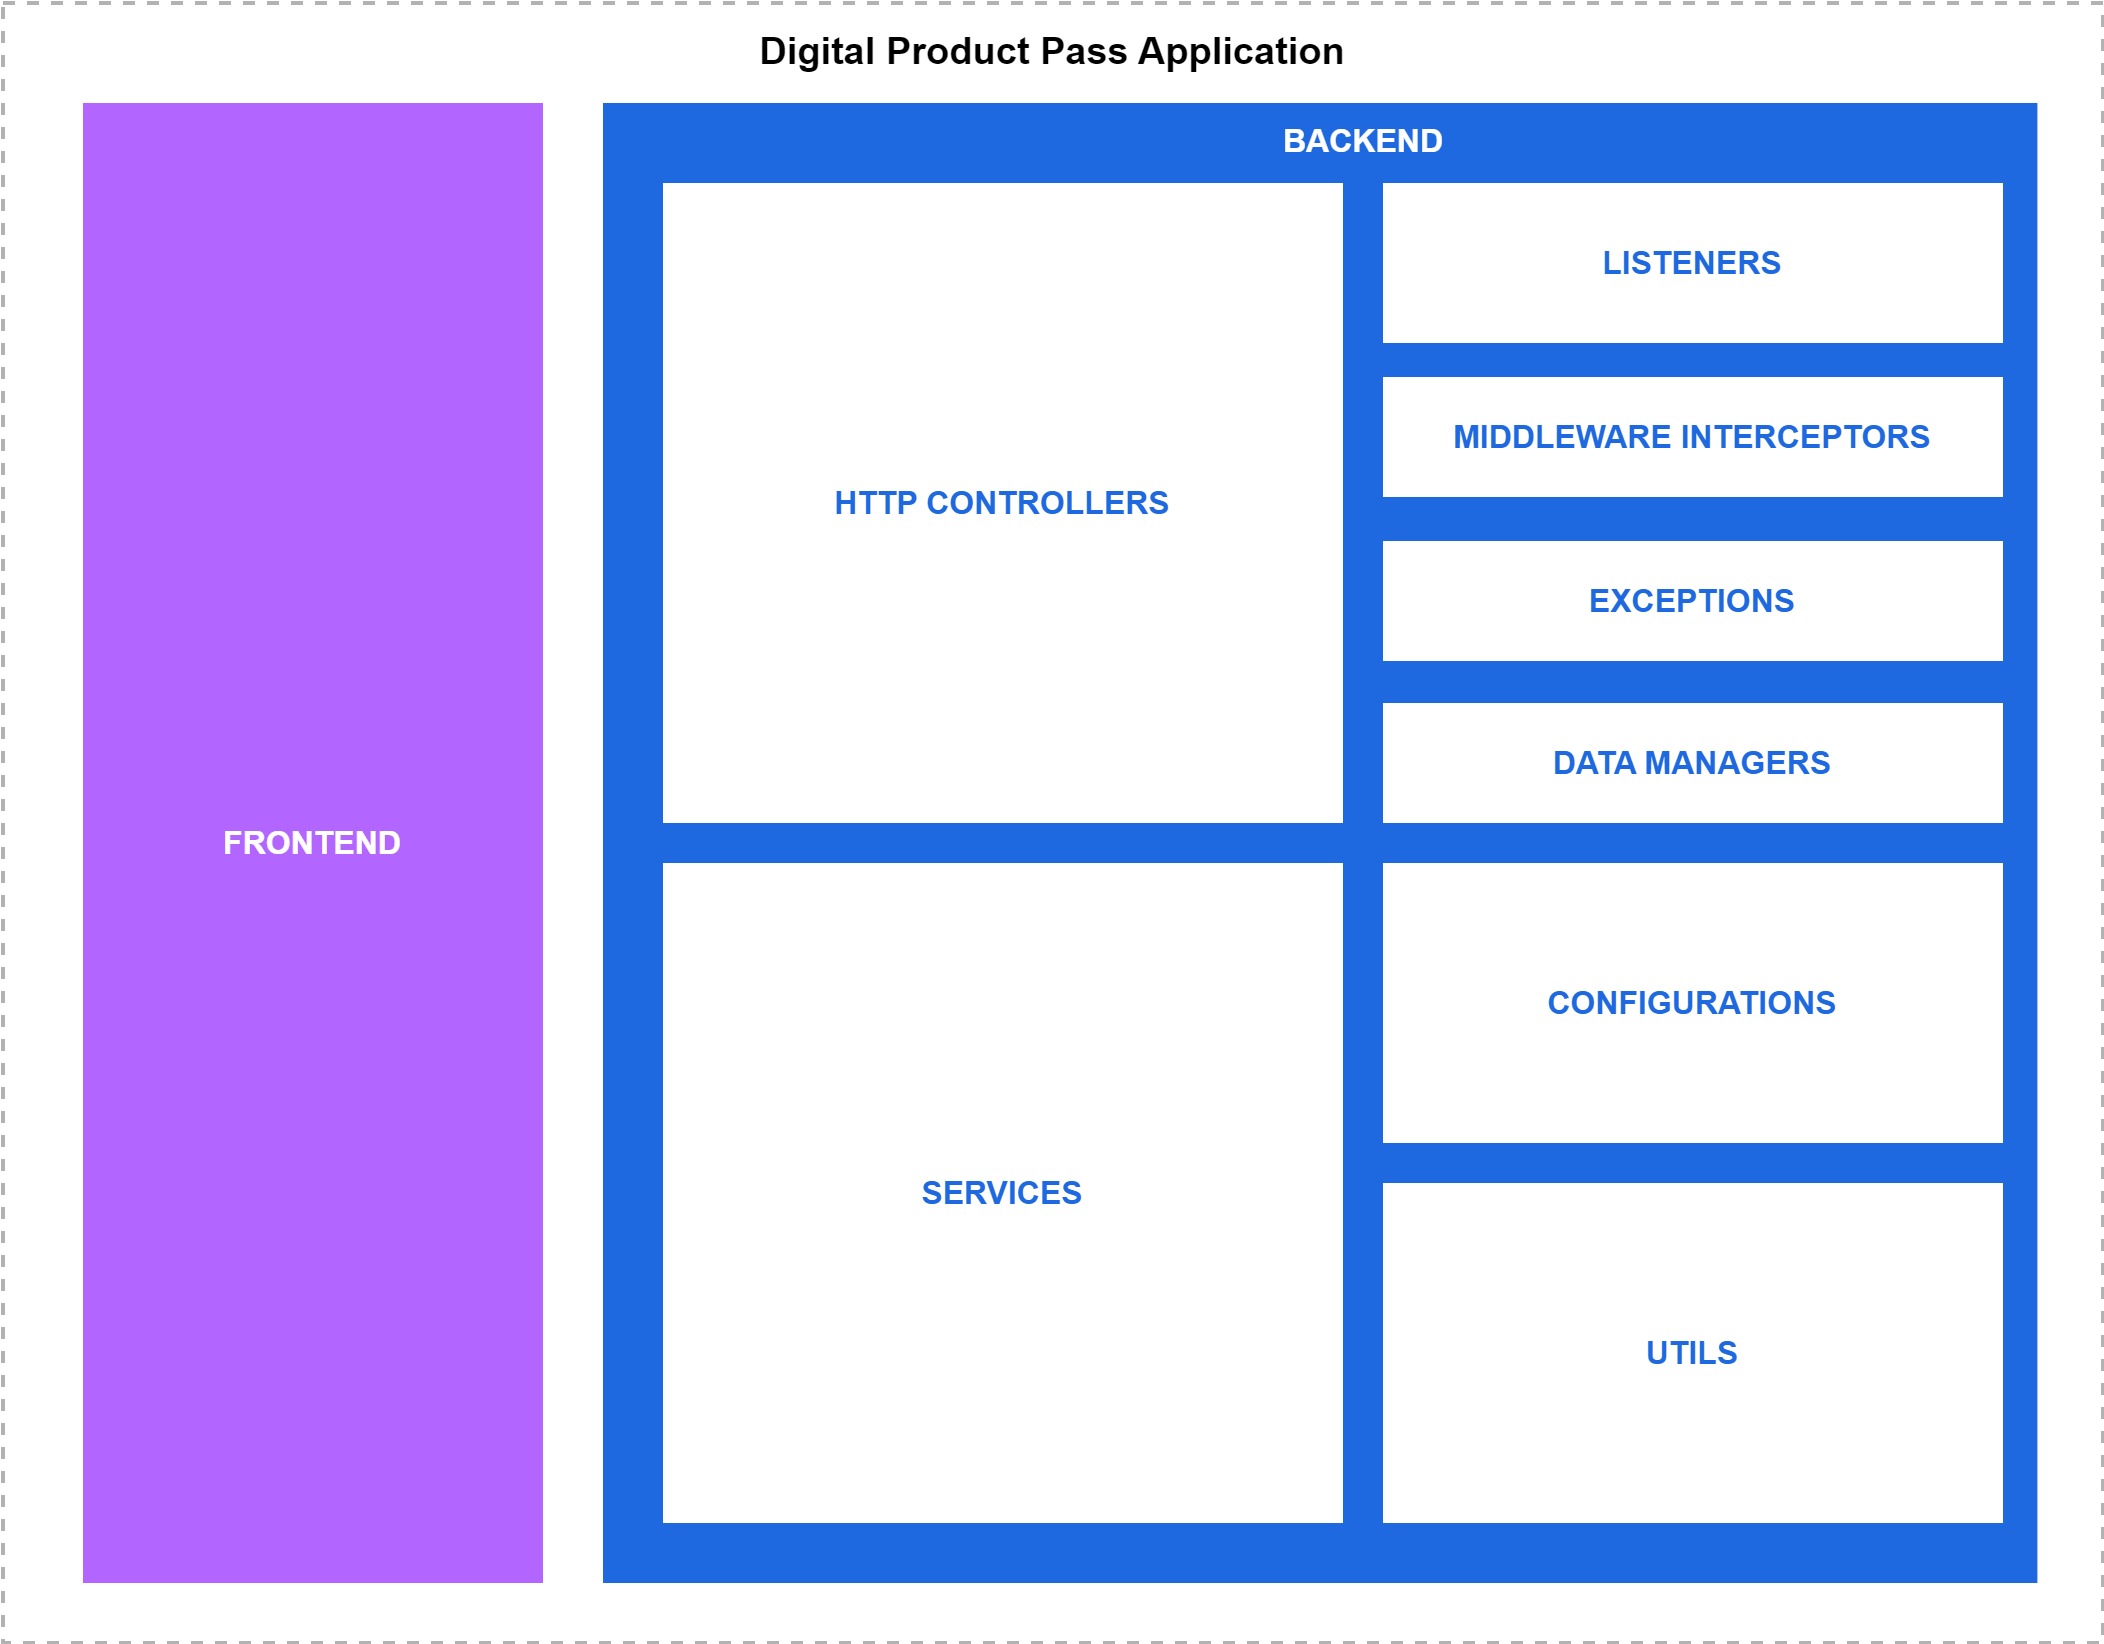 Digital Product Pass Application
FRONTEND
BACKEND
HTTP CONTROLLERS
SERVICES
LISTENERS
MIDDLEWARE INTERCEPTORS
EXCEPTIONS
DATA MANAGERS
CONFIGURATIONS
UTILS